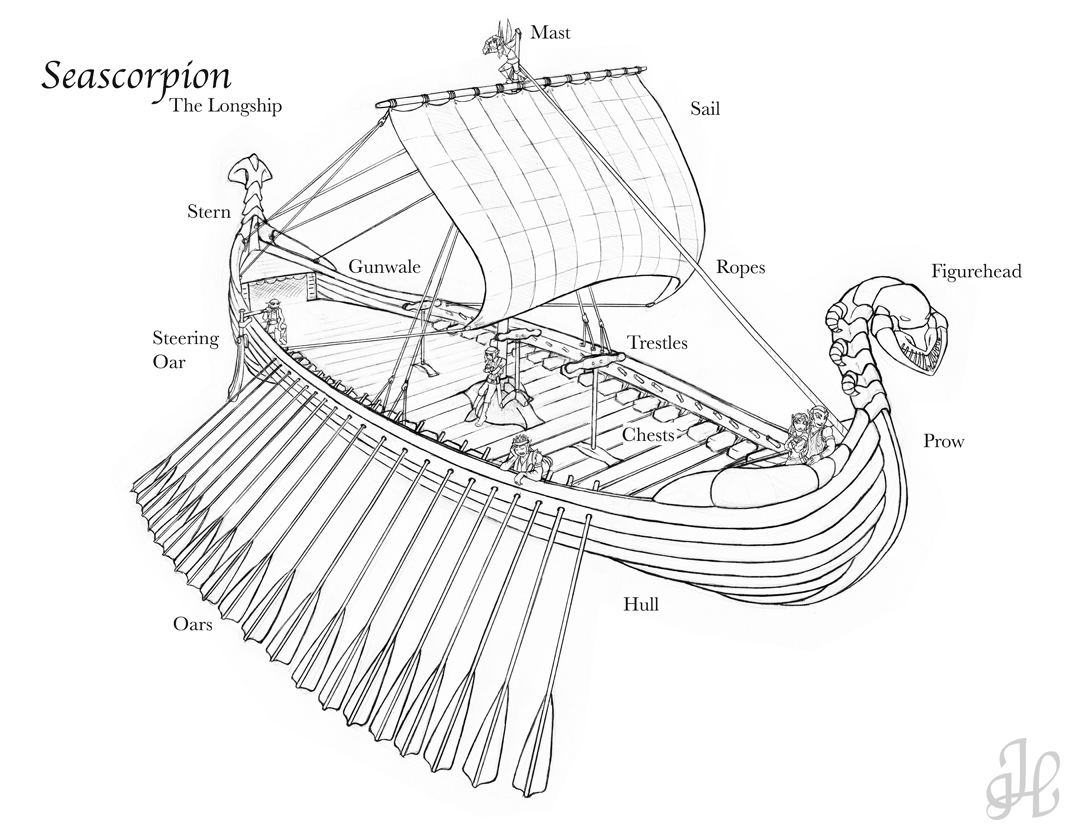 Seascorpion
The Longship
Mast
Sail
Stern
Gunwale
Ropes
Figurehead
Steering
Oar
Trestles
Chests
Prow
Hull
Oars